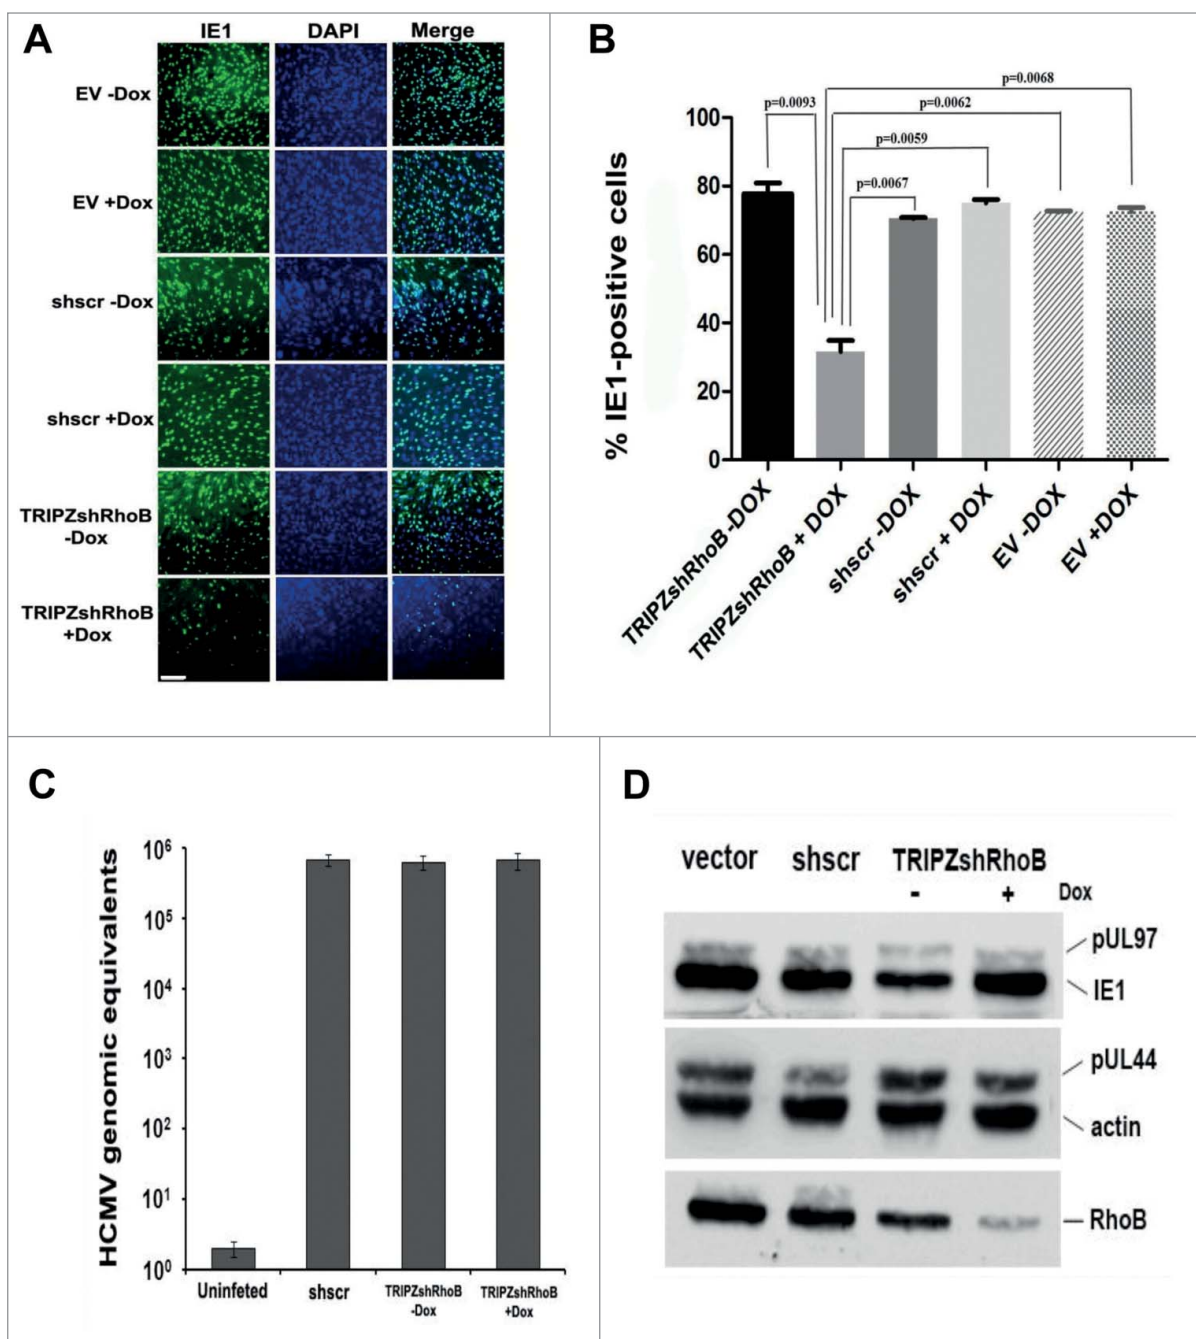 A
IE1 DAPI Merge
EV -Dox
EV +Dox
shscr -Dox
shscr +Dox
TRIPZshRhoB
-Dox
TRIPZshRhoB
+Dox
B
% IE1-positive cells
100
80
60
40
20
0
p=0.0093
p=0.0068
p=0.0062
p=0.0059
p=0.0067
TRIPZshRhoB -DOX
TRIPZshRhoB + DOX
shscr -DOX
shscr + DOX
EV -DOX
EV +DOX
C
HCMV genomic equivalents
10⁶
10⁵
10⁴
10³
10²
10¹
10⁰
Uninfeted
shscr
TRIPZshRhoB
-Dox
TRIPZshRhoB
+Dox
D
vector shscr TRIPZshRhoB
- + Dox
pUL97
IE1
pUL44
actin
RhoB